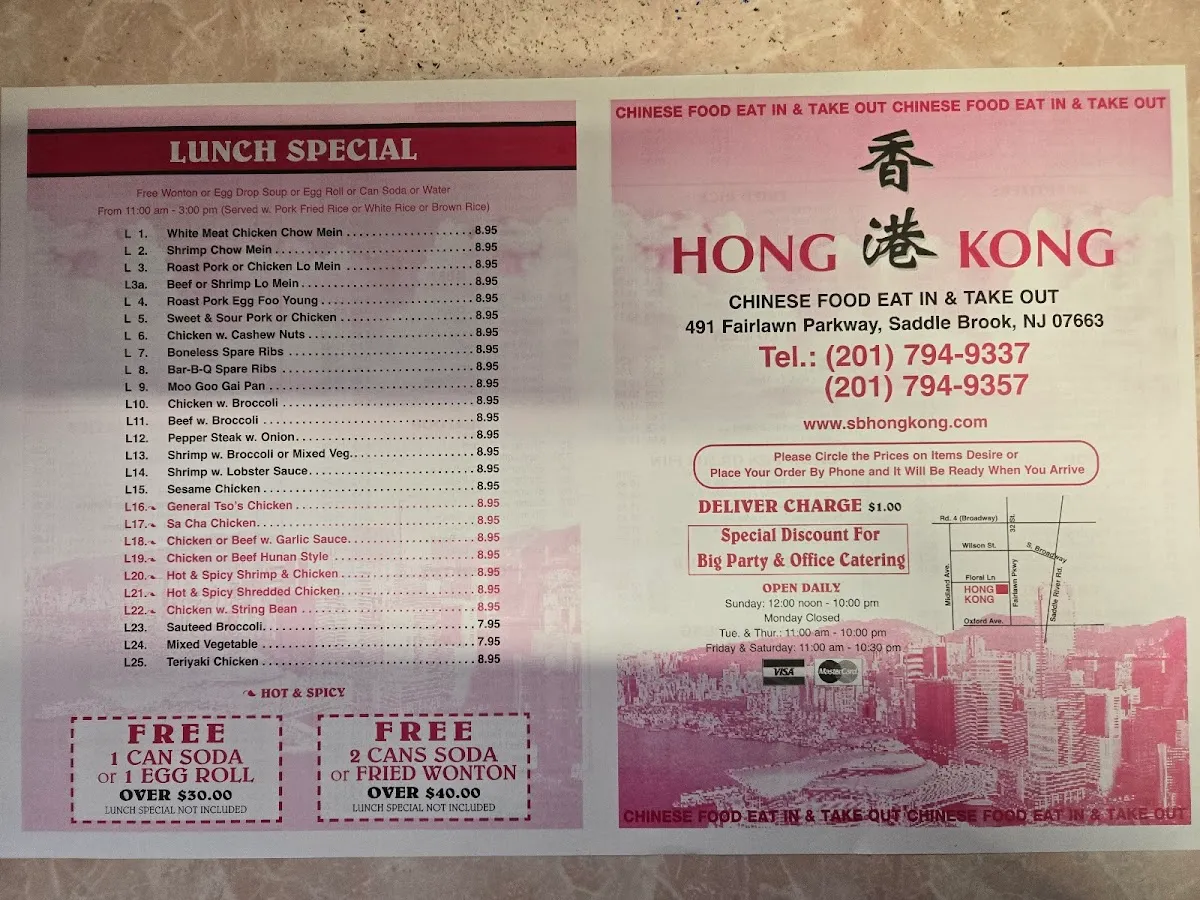 LUNCH SPECIAL
Free Wonton or Egg Drop Soup or Egg Roll or Can Soda or Water
From 11:00 am - 3:00 pm (Served w. Pork Fried Rice or White Rice or Brown Rice)
L 1. White Meat Chicken Chow Mein 8.95
L 2. Shrimp Chow Mein 8.95
L 3. Roast Pork or Chicken Lo Mein 8.95
L3a. Beef or Shrimp Lo Mein 8.95
L 4. Roast Pork Egg Foo Young 8.95
L 5. Sweet & Sour Pork or Chicken 8.95
L 6. Chicken w. Cashew Nuts 8.95
L 7. Boneless Spare Ribs 8.95
L 8. Bar-B-Q Spare Ribs 8.95
L 9. Moo Goo Gai Pan 8.95
L10. Chicken w. Broccoli 8.95
L11. Beef w. Broccoli 8.95
L12. Pepper Steak w. Onion 8.95
L13. Shrimp w. Broccoli or Mixed Veg. 8.95
L14. Shrimp w. Lobster Sauce 8.95
L15. Sesame Chicken 8.95
L16. General Tso's Chicken 8.95
L17. Sa Cha Chicken 8.95
L18. Chicken or Beef w. Garlic Sauce 8.95
L19. Chicken or Beef Hunan Style 8.95
L20. Hot & Spicy Shrimp & Chicken 8.95
L21. Hot & Spicy Shredded Chicken 8.95
L22. Chicken w. String Bean 8.95
L23. Sauteed Broccoli 7.95
L24. Mixed Vegetable 7.95
L25. Teriyaki Chicken 8.95
HOT & SPICY
FREE
1 CAN SODA
or 1 EGG ROLL
OVER $30.00
LUNCH SPECIAL NOT INCLUDED
FREE
2 CANS SODA
or FRIED WONTON
OVER $40.00
LUNCH SPECIAL NOT INCLUDED
CHINESE FOOD EAT IN & TAKE OUT CHINESE FOOD EAT IN & TAKE OUT
香
港
HONG KONG
CHINESE FOOD EAT IN & TAKE OUT
491 Fairlawn Parkway, Saddle Brook, NJ 07663
Tel.: (201) 794-9337
(201) 794-9357
www.sbhongkong.com
Please Circle the Prices on Items Desire or
Place Your Order By Phone and It Will Be Ready When You Arrive
DELIVER CHARGE $1.00
Special Discount For
Big Party & Office Catering
OPEN DAILY
Sunday: 12:00 noon - 10:00 pm
Monday Closed
Tue. & Thur.: 11:00 am - 10:00 pm
Friday & Saturday: 11:00 am - 10:30 pm
VISA MasterCard
Rd. 4 (Broadway)
32 St.
Wilson St.
S. Broadway
Midland Ave.
Floral Ln
HONG
KONG
Fairlawn Pkwy
Saddle River Rd.
Oxford Ave.
CHINESE FOOD EAT IN & TAKE OUT CHINESE FOOD EAT IN & TAKE OUT